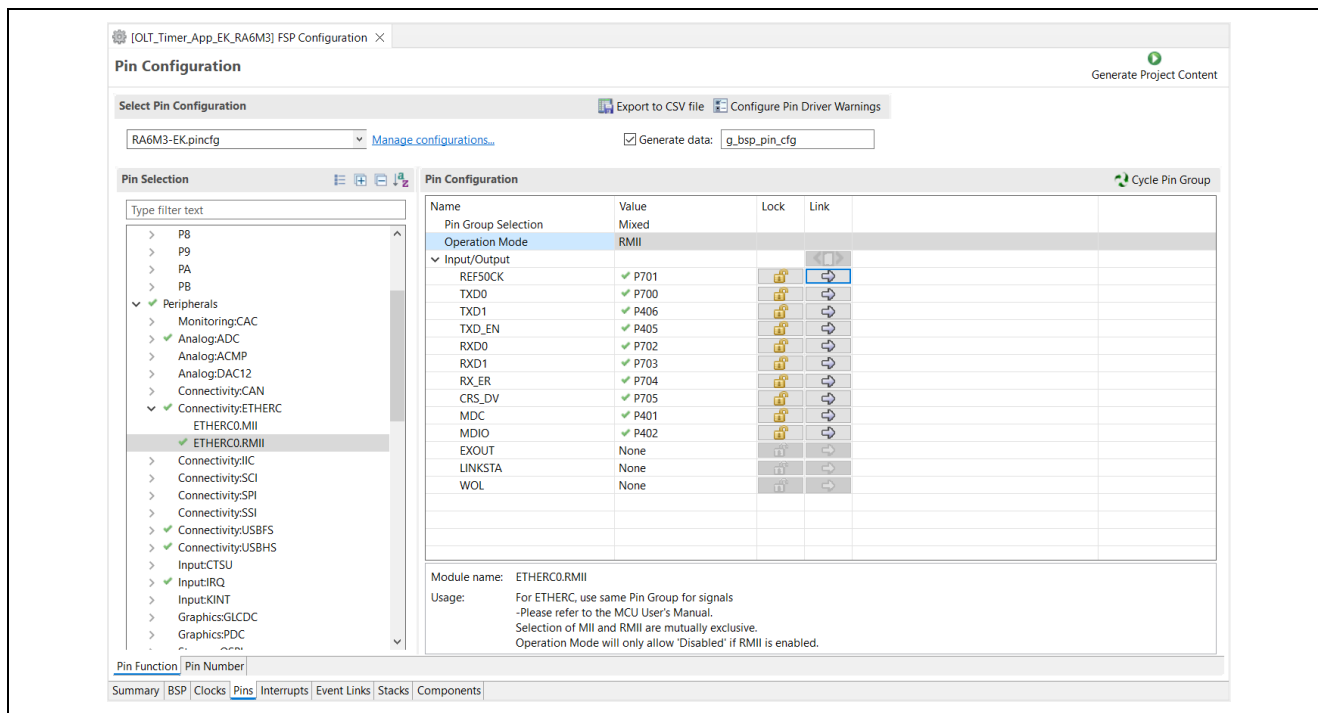 [OLT_Timer_App_EK_RA6M3] FSP Configuration
Pin Configuration
Generate Project Content
Select Pin Configuration
Export to CSV file
Configure Pin Driver Warnings
RA6M3-EK.pincfg
Manage configurations...
Generate data:
g_bsp_pin_cfg
Pin Selection
Type filter text
P8
P9
PA
PB
Peripherals
Monitoring:CAC
Analog:ADC
Analog:ACMP
Analog:DAC12
Connectivity:CAN
Connectivity:ETHERC
ETHERC0.MII
ETHERC0.RMII
Connectivity:IIC
Connectivity:SCI
Connectivity:SPI
Connectivity:SSI
Connectivity:USBFS
Connectivity:USBHS
Input:CTSU
Input:IRQ
Input:KINT
Graphics:GLCDC
Graphics:PDC
Pin Configuration
Cycle Pin Group
Name Value Lock Link
Pin Group Selection Mixed
Operation Mode RMII
Input/Output
REF50CK P701
TXD0 P700
TXD1 P406
TXD_EN P405
RXD0 P702
RXD1 P703
RX_ER P704
CRS_DV P705
MDC P401
MDIO P402
EXOUT None
LINKSTA None
WOL None
Module name: ETHERC0.RMII
Usage: For ETHERC, use same Pin Group for signals
-Please refer to the MCU User's Manual.
Selection of MII and RMII are mutually exclusive.
Operation Mode will only allow 'Disabled' if RMII is enabled.
Pin Function Pin Number
Summary BSP Clocks Pins Interrupts Event Links Stacks Components